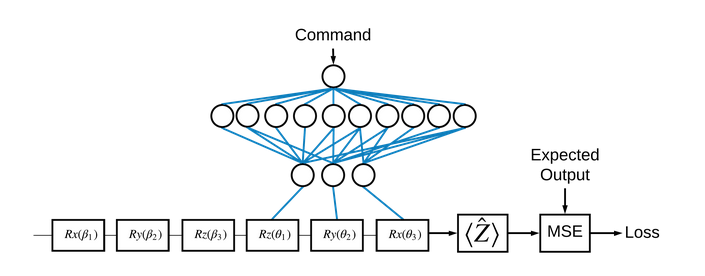 Command
Expected
Output
Rx(β₁) Ry(β₂) Rz(β₃) Rz(θ₁) Ry(θ₂) Rx(θ₃) ⟨Ẑ⟩ MSE Loss